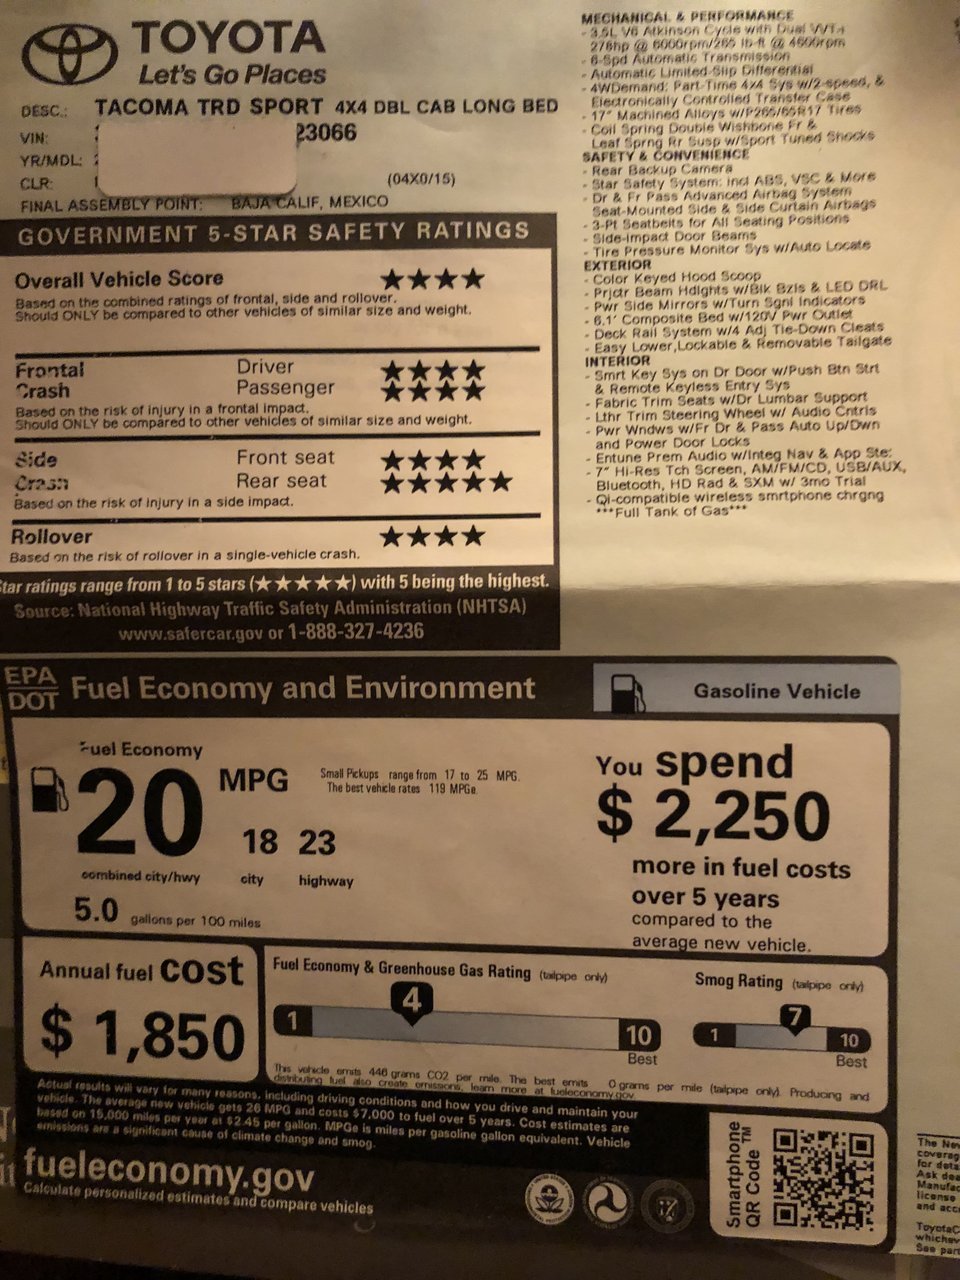 TOYOTA
Let's Go Places
DESC.: TACOMA TRD SPORT 4X4 DBL CAB LONG BED
VIN: 23066
YR/MDL:
CLR: (04X0/15)
FINAL ASSEMBLY POINT: BAJA CALIF, MEXICO
GOVERNMENT 5-STAR SAFETY RATINGS
Overall Vehicle Score ★★★★
Based on the combined ratings of frontal, side and rollover.
Should ONLY be compared to other vehicles of similar size and weight.
Frontal Driver ★★★★
Crash Passenger ★★★★
Based on the risk of injury in a frontal impact.
Should ONLY be compared to other vehicles of similar size and weight.
Side Front seat ★★★★
Crash Rear seat ★★★★★
Based on the risk of injury in a side impact.
Rollover ★★★★
Based on the risk of rollover in a single-vehicle crash.
tar ratings range from 1 to 5 stars (★★★★★) with 5 being the highest.
Source: National Highway Traffic Safety Administration (NHTSA)
www.safercar.gov or 1-888-327-4236
MECHANICAL & PERFORMANCE
- 3.5L V6 Atkinson Cycle with Dual VVT-i
278hp @ 6000rpm/265 lb-ft @ 4600rpm
- 6-Spd Automatic Transmission
- Automatic Limited-Slip Differential
- 4WDemand: Part-Time 4x4 Sys w/2-speed, &
Electronically Controlled Transfer Case
- 17" Machined Alloys w/P265/65R17 Tires
- Coil Spring Double Wishbone Fr &
Leaf Sprng Rr Susp w/Sport Tuned Shocks
SAFETY & CONVENIENCE
- Rear Backup Camera
- Star Safety System: incl ABS, VSC & More
- Dr & Fr Pass Advanced Airbag System
Seat-Mounted Side & Side Curtain Airbags
- 3-Pt Seatbelts for All Seating Positions
- Side-Impact Door Beams
- Tire Pressure Monitor Sys w/Auto Locate
EXTERIOR
- Color Keyed Hood Scoop
- Prjctr Beam Hdlghts w/Blk Bzls & LED DRL
- Pwr Side Mirrors w/Turn Sgnl Indicators
- 6.1' Composite Bed w/120V Pwr Outlet
- Deck Rail System w/4 Adj Tie-Down Cleats
- Easy Lower,Lockable & Removable Tailgate
INTERIOR
- Smrt Key Sys on Dr Door w/Push Btn Strt
& Remote Keyless Entry Sys
- Fabric Trim Seats w/Dr Lumbar Support
- Lthr Trim Steering Wheel w/ Audio Cntrls
- Pwr Wndws w/Fr Dr & Pass Auto Up/Dwn
and Power Door Locks
- Entune Prem Audio w/Integ Nav & App Ste:
- 7" Hi-Res Tch Screen, AM/FM/CD, USB/AUX,
Bluetooth, HD Rad & SXM w/ 3mo Trial
- Qi-compatible wireless smrtphone chrgng
***Full Tank of Gas***
EPA
DOT Fuel Economy and Environment
Gasoline Vehicle
Fuel Economy
20 MPG
Small Pickups range from 17 to 25 MPG.
The best vehicle rates 119 MPGe.
18 23
combined city/hwy city highway
5.0 gallons per 100 miles
You spend
$ 2,250
more in fuel costs
over 5 years
compared to the
average new vehicle.
Annual fuel cost
$ 1,850
Fuel Economy & Greenhouse Gas Rating (tailpipe only)
1 4 10
Best
Smog Rating (tailpipe only)
1 7 10
Best
This vehicle emits 446 grams CO2 per mile. The best emits 0 grams per mile (tailpipe only). Producing and
distributing fuel also create emissions, learn more at fueleconomy.gov.
Actual results will vary for many reasons, including driving conditions and how you drive and maintain your
vehicle. The average new vehicle gets 26 MPG and costs $7,000 to fuel over 5 years. Cost estimates are
based on 15,000 miles per year at $2.45 per gallon. MPGe is miles per gasoline gallon equivalent. Vehicle
emissions are a significant cause of climate change and smog.
fueleconomy.gov
Calculate personalized estimates and compare vehicles
Smartphone
QR Code™
The New
coverag
for deta
Ask dea
Manufac
license
and acc
ToyotaC
whichev
See part